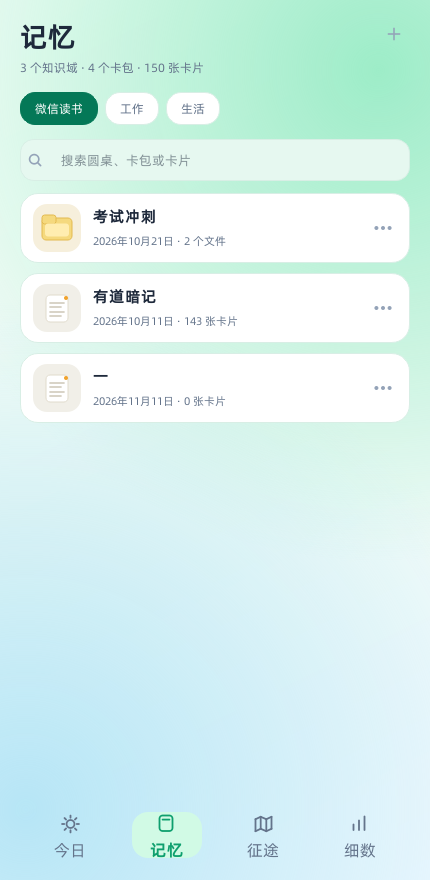 记忆
3 个知识域 · 4 个卡包 · 150 张卡片
微信读书
工作
生活
搜索圆桌、卡包或卡片
考试冲刺
2026年10月21日 · 2 个文件
有道暗记
2026年10月11日 · 143 张卡片
一
2026年11月11日 · 0 张卡片
今日
记忆
征途
细数